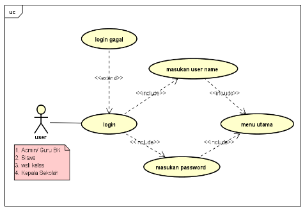 uc
login gagal
masukan user name
<<extend>>
<<include>>
<<include>>
login
menu utama
user
<<include>>
<<include>>
1. Admin/ Guru BK
2. Siswa
3. wali kelas
4. Kepala Sekolah
masukan password